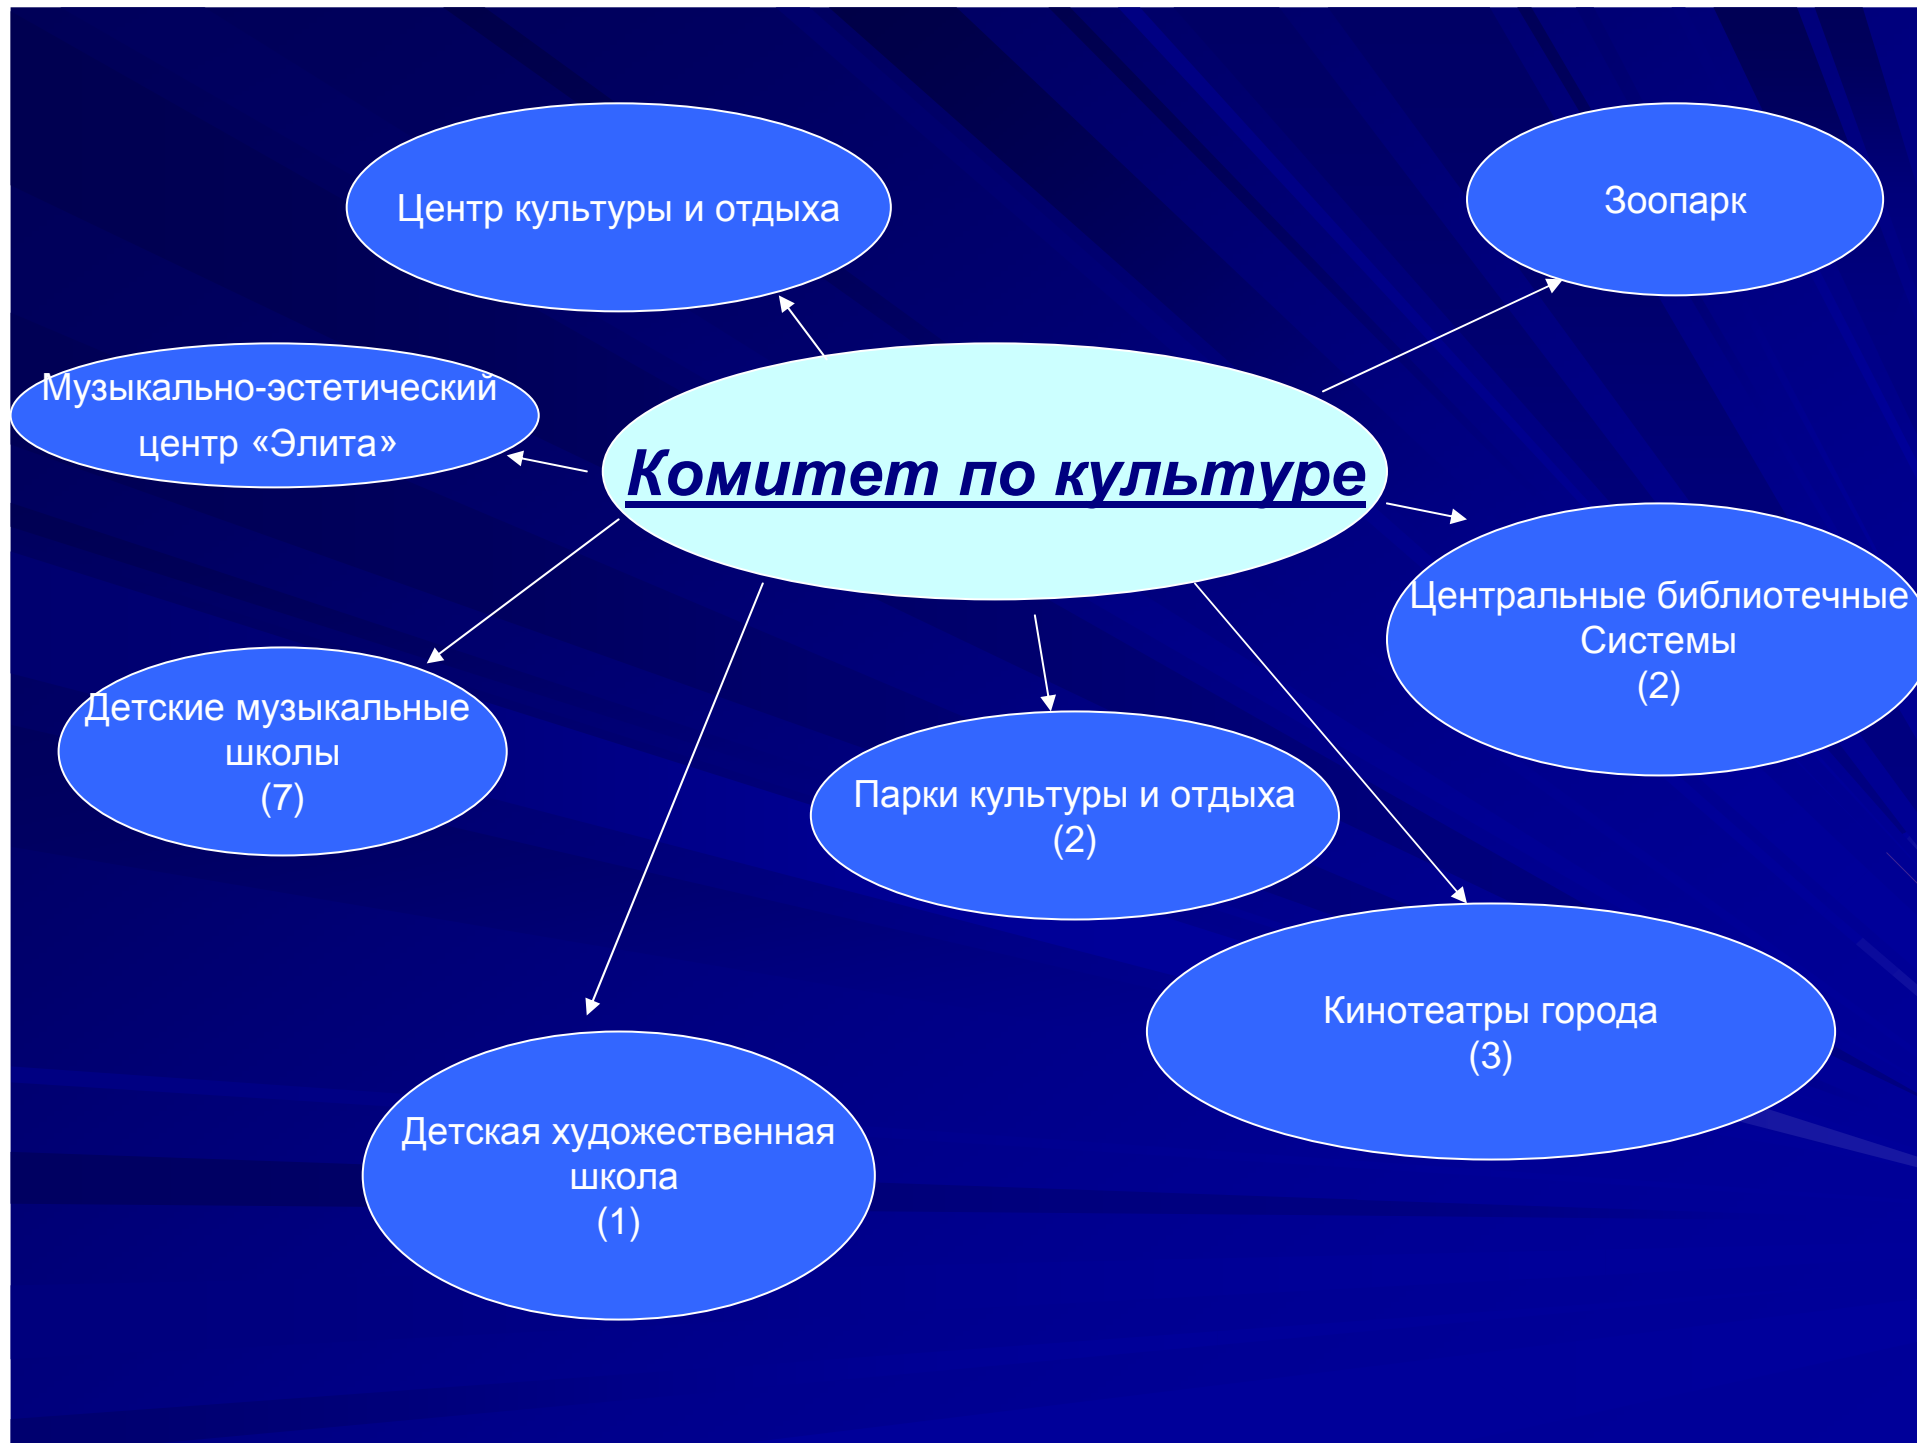 Центр культуры и отдыха
Зоопарк
Музыкально-эстетический
центр «Элита»
Комитет по культуре
Центральные библиотечные
Системы
(2)
Детские музыкальные
школы
(7)
Парки культуры и отдыха
(2)
Кинотеатры города
(3)
Детская художественная
школа
(1)